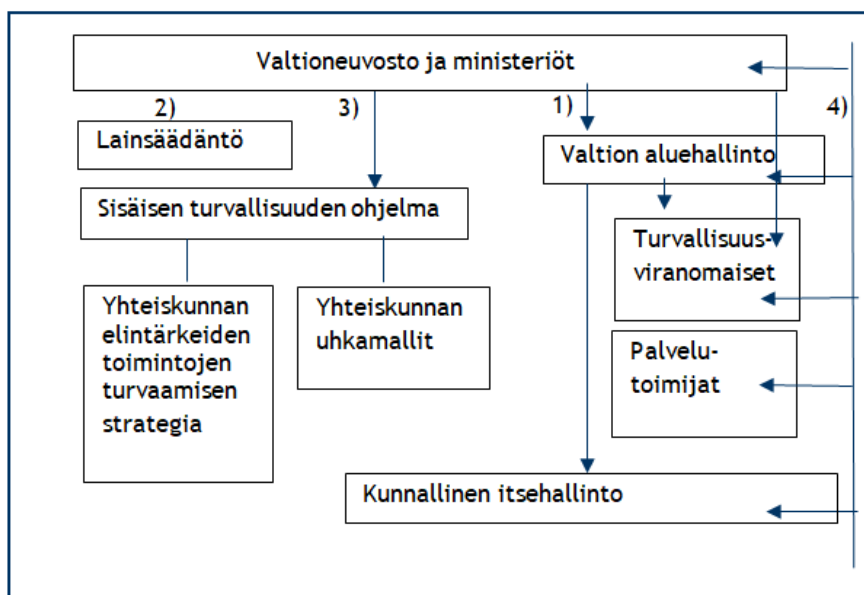 Valtioneuvosto ja ministeriöt
2)
3)
1)
4)
Lainsäädäntö
Valtion aluehallinto
Sisäisen turvallisuuden ohjelma
Turvallisuus-
viranomaiset
Yhteiskunnan
elintärkeiden
toimintojen
turvaamisen
strategia
Yhteiskunnan
uhkamallit
Palvelu-
toimijat
Kunnallinen itsehallinto